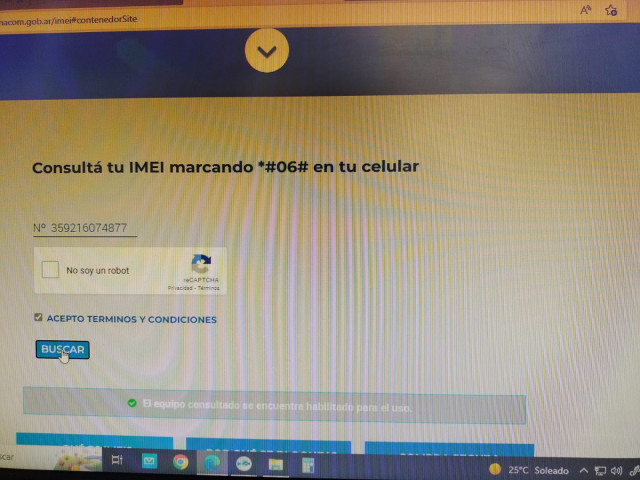 nacom.gob.ar/imei#contenedorSite
Consultá tu IMEI marcando *#06# en tu celular
Nº 359216074877
No soy un robot
reCAPTCHA
Privacidad - Términos
ACEPTO TERMINOS Y CONDICIONES
BUSCAR
El equipo consultado se encuentra habilitado para el uso.
25°C Soleado